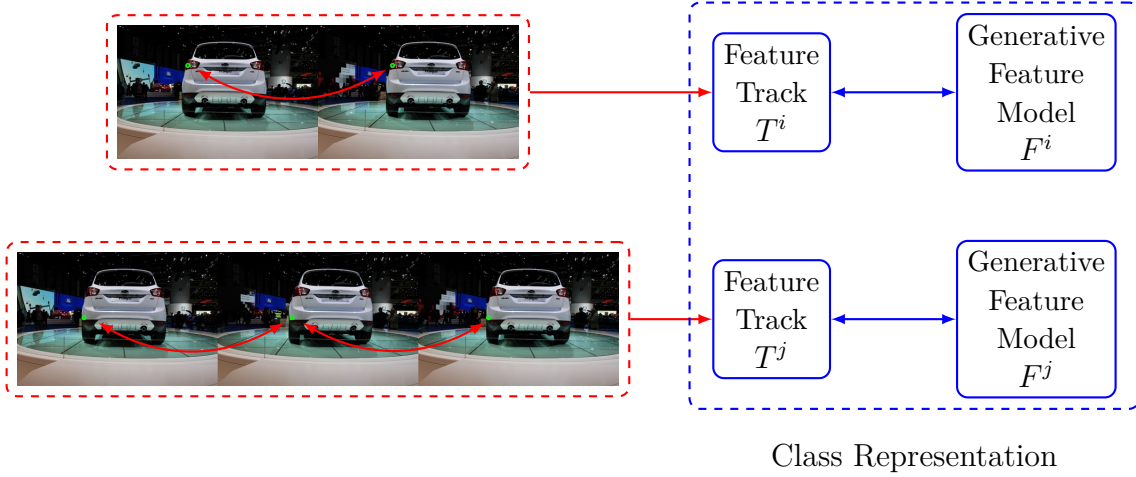 Feature
Track
T^i
Generative
Feature
Model
F^i
Feature
Track
T^j
Generative
Feature
Model
F^j
Class Representation